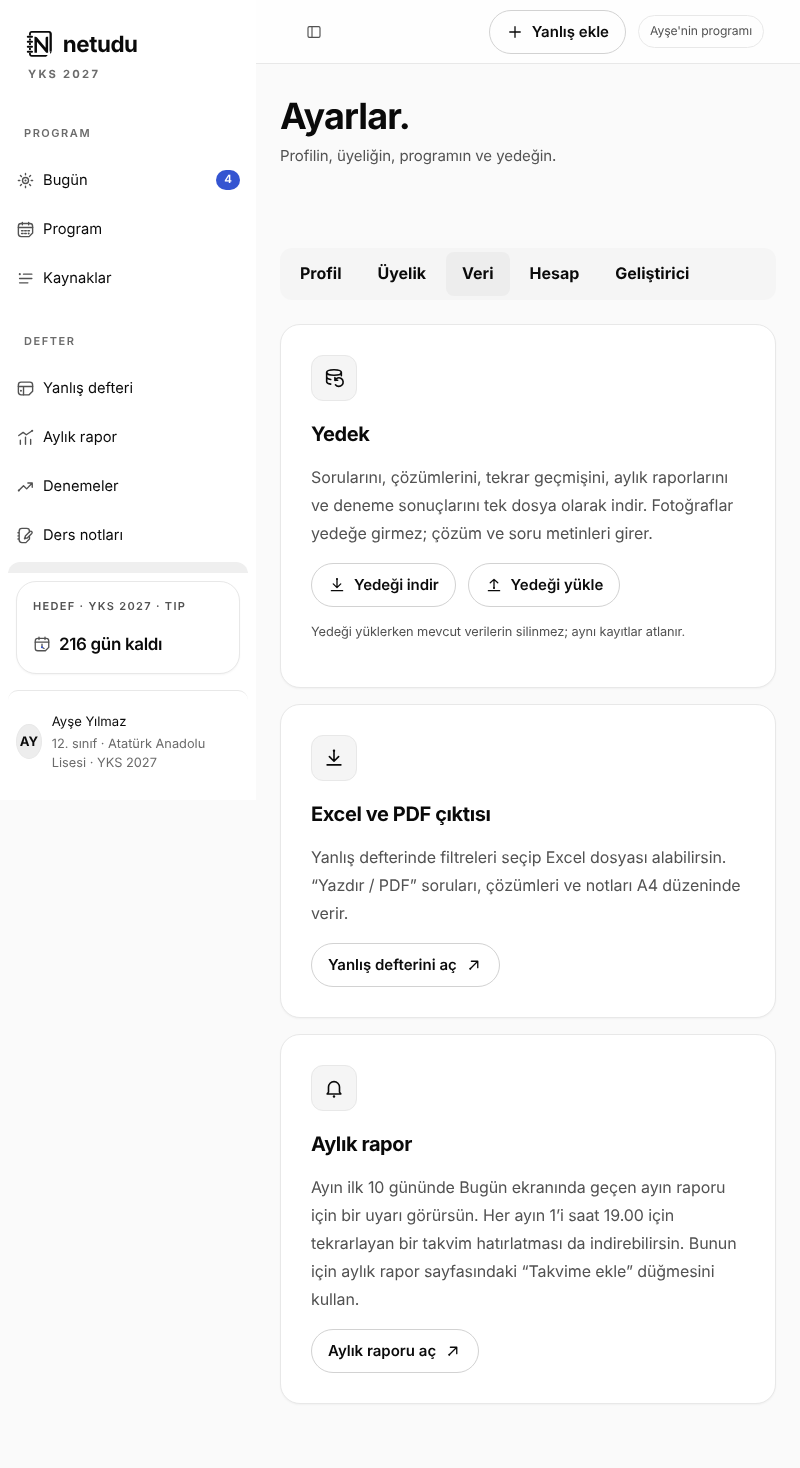 netudu
YKS 2027
PROGRAM
Bugün
4
Program
Kaynaklar
DEFTER
Yanlış defteri
Aylık rapor
Denemeler
Ders notları
HEDEF · YKS 2027 · TIP
216 gün kaldı
AY
Ayşe Yılmaz
12. sınıf · Atatürk Anadolu
Lisesi · YKS 2027
Yanlış ekle
Ayşe'nin programı
Ayarlar.
Profilin, üyeliğin, programın ve yedeğin.
Profil
Üyelik
Veri
Hesap
Geliştirici
Yedek
Sorularını, çözümlerini, tekrar geçmişini, aylık raporlarını
ve deneme sonuçlarını tek dosya olarak indir. Fotoğraflar
yedeğe girmez; çözüm ve soru metinleri girer.
Yedeği indir
Yedeği yükle
Yedeği yüklerken mevcut verilerin silinmez; aynı kayıtlar atlanır.
Excel ve PDF çıktısı
Yanlış defterinde filtreleri seçip Excel dosyası alabilirsin.
“Yazdır / PDF” soruları, çözümleri ve notları A4 düzeninde
verir.
Yanlış defterini aç
Aylık rapor
Ayın ilk 10 gününde Bugün ekranında geçen ayın raporu
için bir uyarı görürsün. Her ayın 1’i saat 19.00 için
tekrarlayan bir takvim hatırlatması da indirebilirsin. Bunun
için aylık rapor sayfasındaki “Takvime ekle” düğmesini
kullan.
Aylık raporu aç